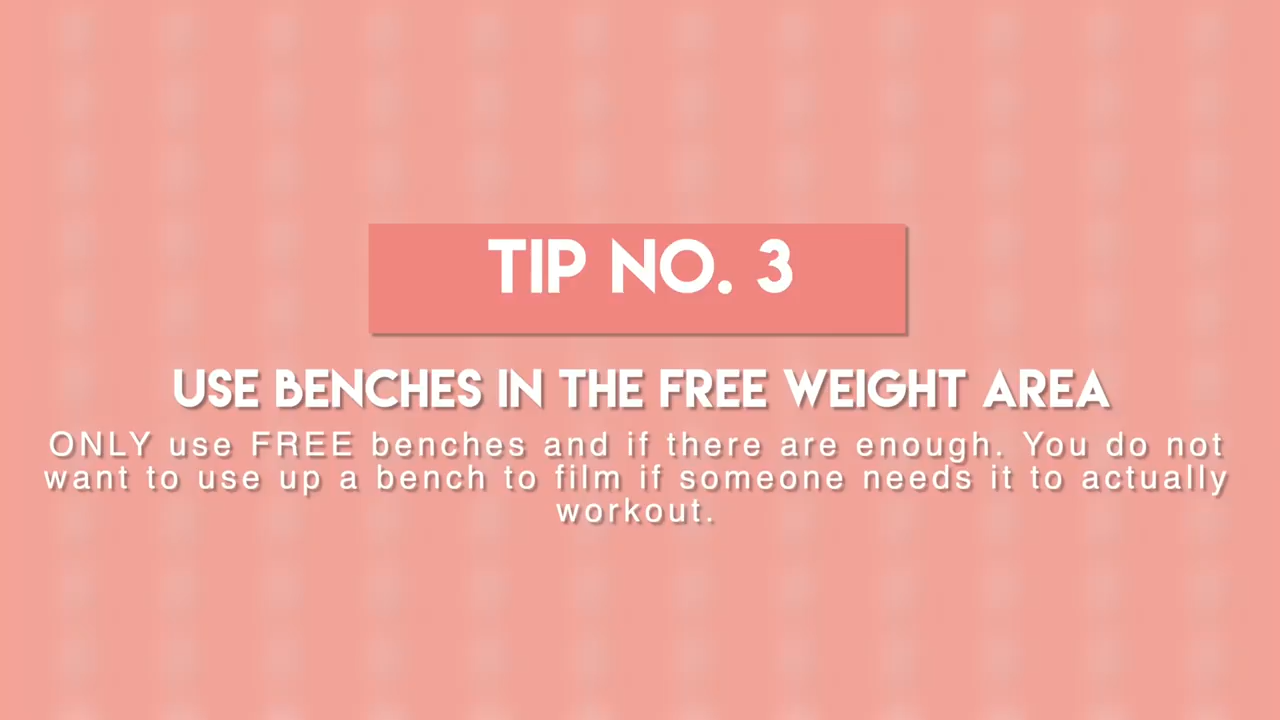 TIP NO. 3
USE BENCHES IN THE FREE WEIGHT AREA
ONLY use FREE benches and if there are enough. You do not
want to use up a bench to film if someone needs it to actually
workout.